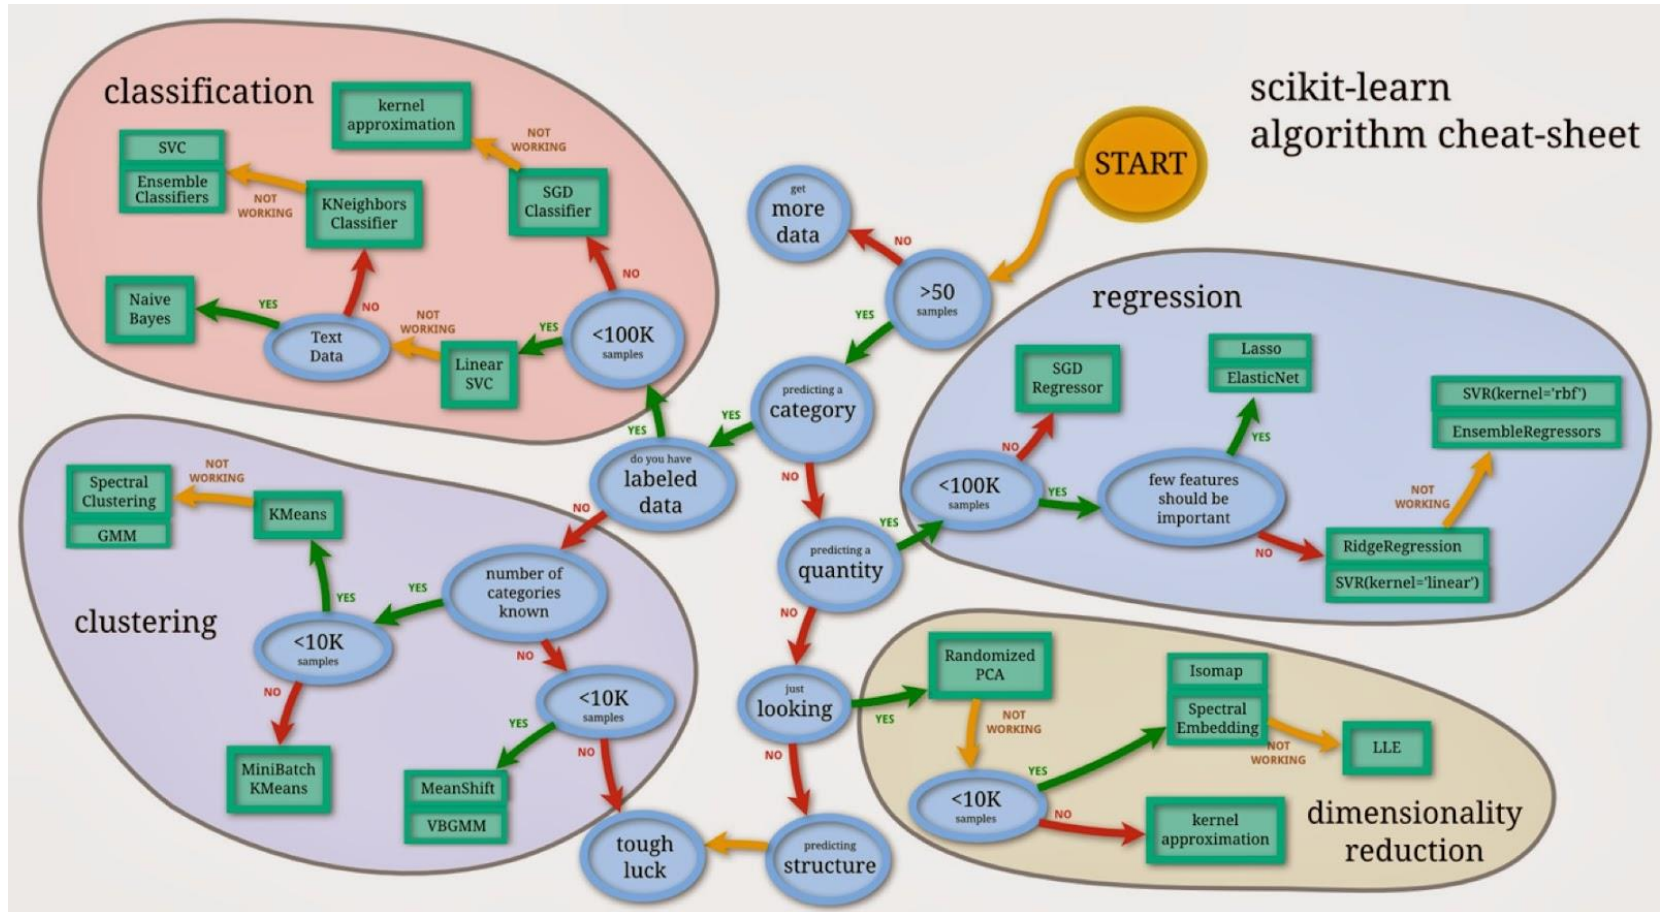 scikit-learn
algorithm cheat-sheet
START
classification
kernel
approximation
NOT
WORKING
SVC
Ensemble
Classifiers
NOT
WORKING
KNeighbors
Classifier
SGD
Classifier
NO
NO
Naive
Bayes
YES
Text
Data
NOT
WORKING
Linear
SVC
YES
<100K
samples
YES
get
more
data
NO
>50
samples
YES
predicting a
category
YES
do you have
labeled
data
NO
NO
predicting a
quantity
YES
NO
just
looking
YES
NO
predicting
structure
tough
luck
regression
SGD
Regressor
Lasso
ElasticNet
SVR(kernel='rbf')
EnsembleRegressors
NO
YES
<100K
samples
YES
few features
should be
important
NOT
WORKING
NO
RidgeRegression
SVR(kernel='linear')
clustering
Spectral
Clustering
GMM
NOT
WORKING
KMeans
number of
categories
known
YES
YES
<10K
samples
NO
NO
<10K
samples
YES
NO
MiniBatch
KMeans
MeanShift
VBGMM
Randomized
PCA
NOT
WORKING
Isomap
Spectral
Embedding
NOT
WORKING
LLE
YES
<10K
samples
NO
kernel
approximation
dimensionality
reduction